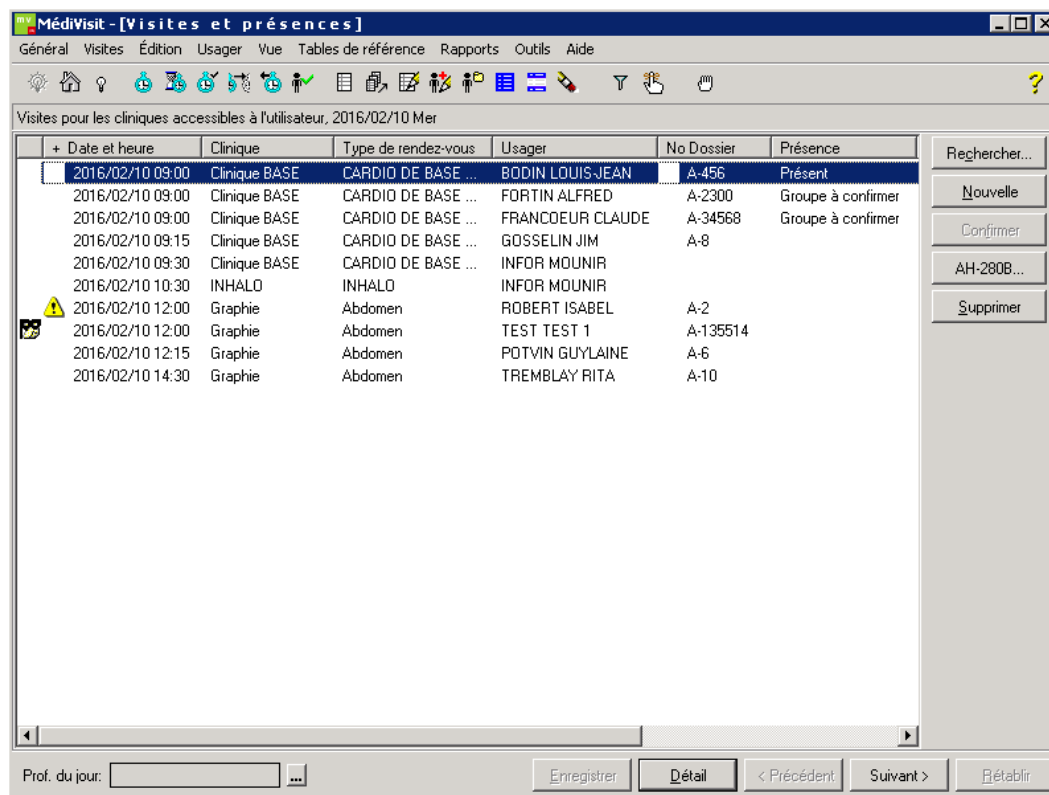 MédiVisit - [Visites et présences]
Général Visites Édition Usager Vue Tables de référence Rapports Outils Aide
Visites pour les cliniques accessibles à l'utilisateur, 2016/02/10 Mer
+ Date et heure Clinique Type de rendez-vous Usager No Dossier Présence
2016/02/10 09:00 Clinique BASE CARDIO DE BASE ... BODIN LOUIS-JEAN A-456 Présent
2016/02/10 09:00 Clinique BASE CARDIO DE BASE ... FORTIN ALFRED A-2300 Groupe à confirmer
2016/02/10 09:00 Clinique BASE CARDIO DE BASE ... FRANCOEUR CLAUDE A-34568 Groupe à confirmer
2016/02/10 09:15 Clinique BASE CARDIO DE BASE ... GOSSELIN JIM A-8
2016/02/10 09:30 Clinique BASE CARDIO DE BASE ... INFOR MOUNIR
2016/02/10 10:30 INHALO INHALO INFOR MOUNIR
2016/02/10 12:00 Graphie Abdomen ROBERT ISABEL A-2
2016/02/10 12:00 Graphie Abdomen TEST TEST 1 A-135514
2016/02/10 12:15 Graphie Abdomen POTVIN GUYLAINE A-6
2016/02/10 14:30 Graphie Abdomen TREMBLAY RITA A-10
Rechercher...
Nouvelle
Confirmer
AH-280B...
Supprimer
Prof. du jour: ... Enregistrer Détail < Précédent Suivant > Rétablir